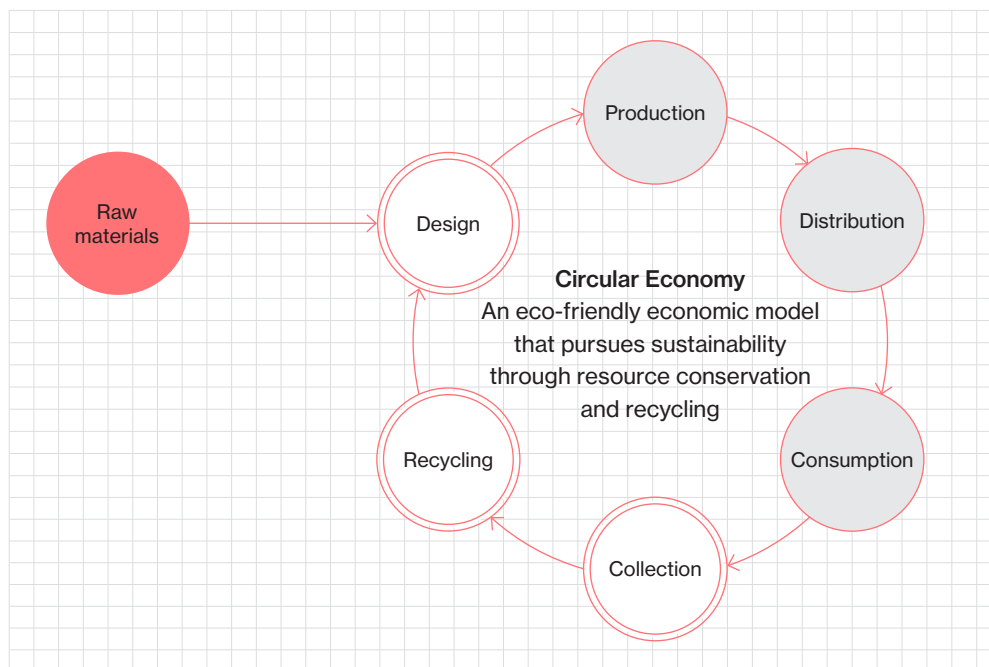 Production
Raw
materials
Design
Distribution
Circular Economy
An eco-friendly economic model
that pursues sustainability
through resource conservation
and recycling
Recycling
Consumption
Collection